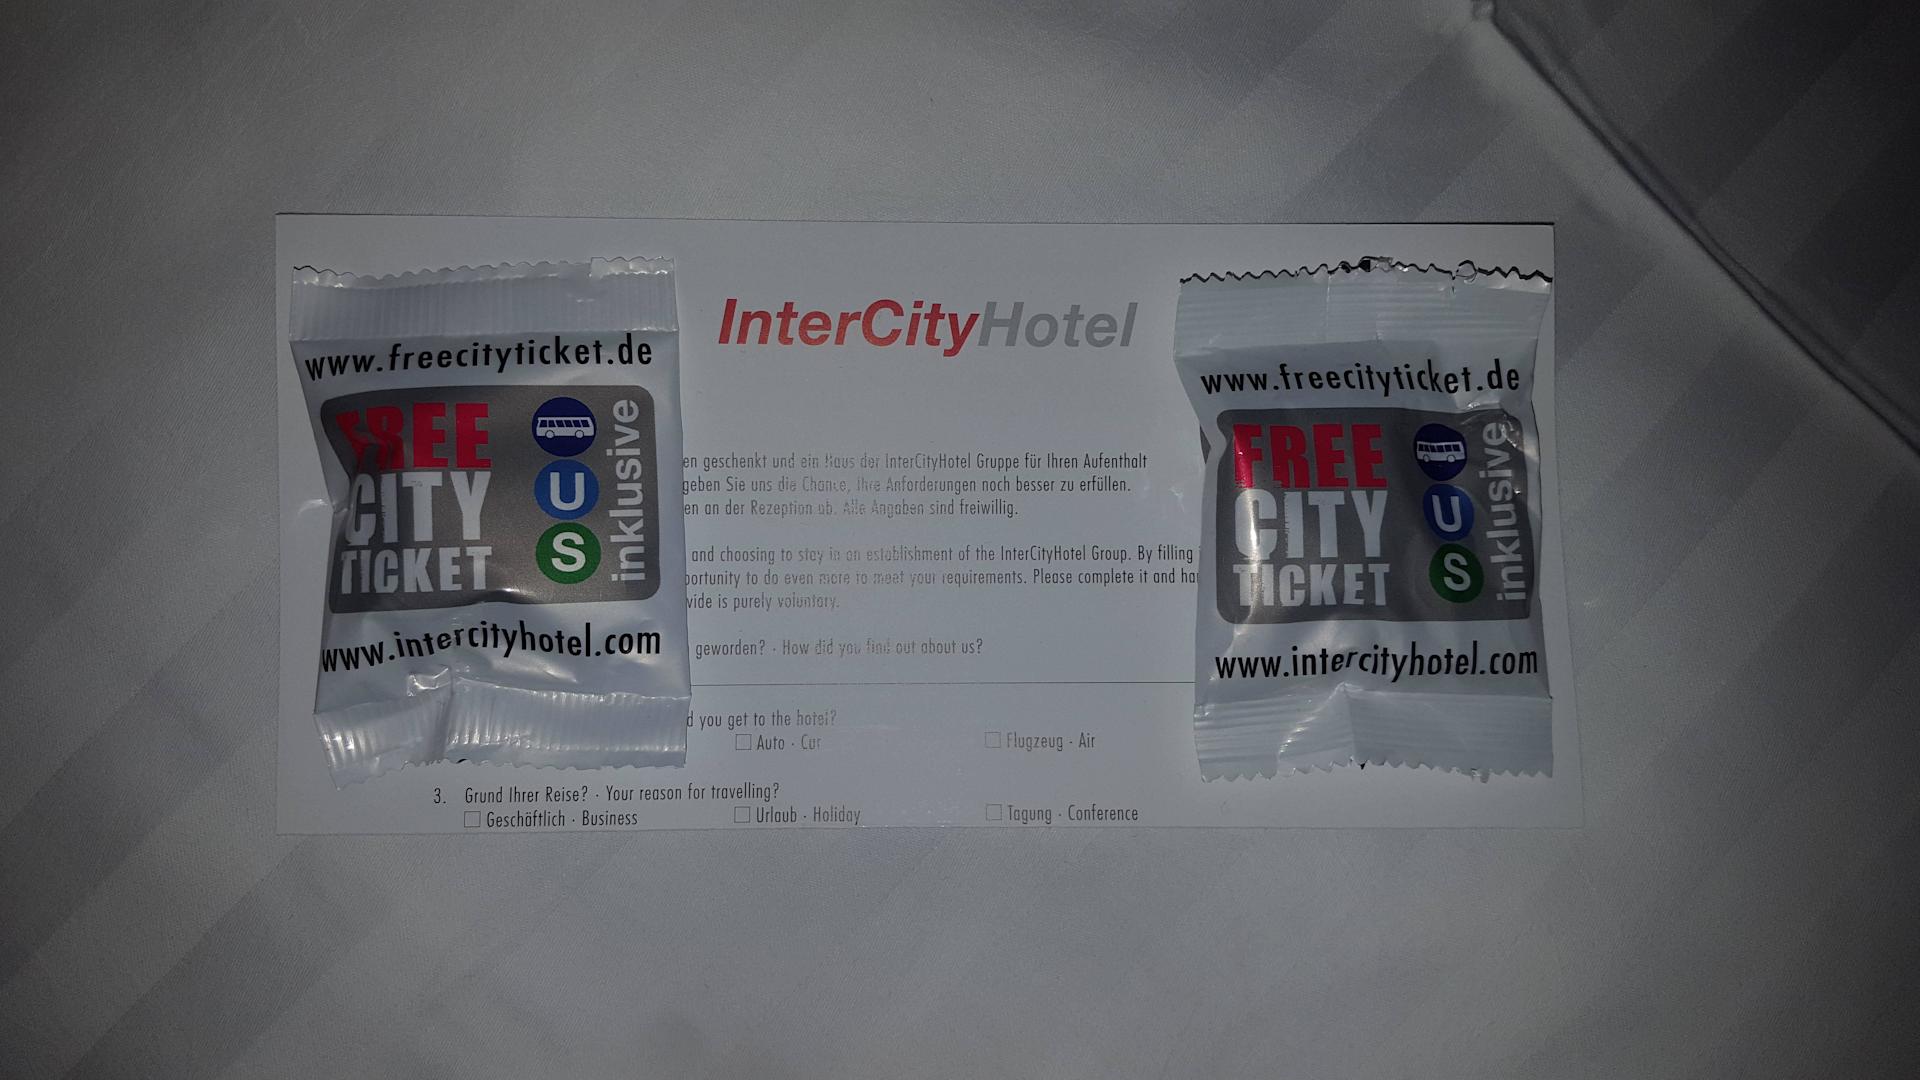 www.freecityticket.de
FREE
CITY
TICKET
U
S
inklusive
www.intercityhotel.com
InterCityHotel
geschenkt und ein Haus der InterCityHotel Gruppe für Ihren Aufenthalt
geben Sie uns die Chance, Ihre Anforderungen noch besser zu erfüllen.
an der Rezeption ab. Alle Angaben sind freiwillig.
and choosing to stay in an establishment of the InterCityHotel Group. By filling
to do even more to meet your requirements. Please complete it and
is purely voluntary.
geworden? · How did you find out about us?
you get to the hotel?
Auto · Car
Flugzeug · Air
3. Grund Ihrer Reise? · Your reason for travelling?
Geschäftlich · Business
Urlaub · Holiday
Tagung · Conference
www.freecityticket.de
FREE
CITY
TICKET
U
S
inklusive
www.intercityhotel.com